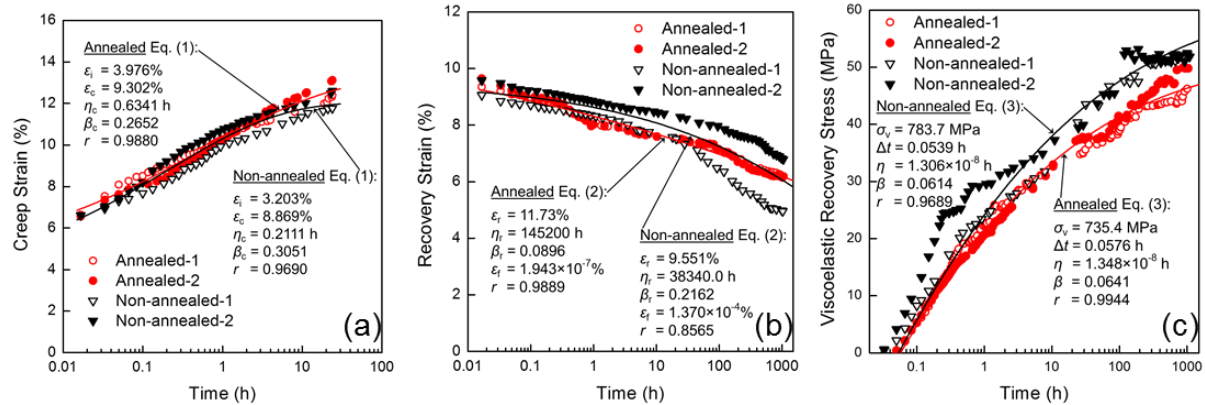 16
14
12
10
8
6
4
2
0
Creep Strain (%)
0.01
0.1
1
10
100
Time (h)
Annealed Eq. (1):
εi = 3.976%
εc = 9.302%
ηc = 0.6341 h
βc = 0.2652
r = 0.9880
Non-annealed Eq. (1):
εi = 3.203%
εc = 8.869%
ηc = 0.2111 h
βc = 0.3051
r = 0.9690
Annealed-1
Annealed-2
Non-annealed-1
Non-annealed-2
(a)
12
10
8
6
4
2
0
Recovery Strain (%)
0.01
0.1
1
10
100
1000
Time (h)
Annealed-1
Annealed-2
Non-annealed-1
Non-annealed-2
Annealed Eq. (2):
εr = 11.73%
ηr = 145200 h
βr = 0.0896
εf = 1.943×10⁻⁷%
r = 0.9889
Non-annealed Eq. (2):
εr = 9.551%
ηr = 38340.0 h
βr = 0.2162
εf = 1.370×10⁻⁴%
r = 0.8565
(b)
60
50
40
30
20
10
0
Viscoelastic Recovery Stress (MPa)
0.1
1
10
100
1000
Time (h)
Annealed-1
Annealed-2
Non-annealed-1
Non-annealed-2
Non-annealed Eq. (3):
σv = 783.7 MPa
Δt = 0.0539 h
η = 1.306×10⁻⁸ h
β = 0.0614
r = 0.9689
Annealed Eq. (3):
σv = 735.4 MPa
Δt = 0.0576 h
η = 1.348×10⁻⁸ h
β = 0.0641
r = 0.9944
(c)